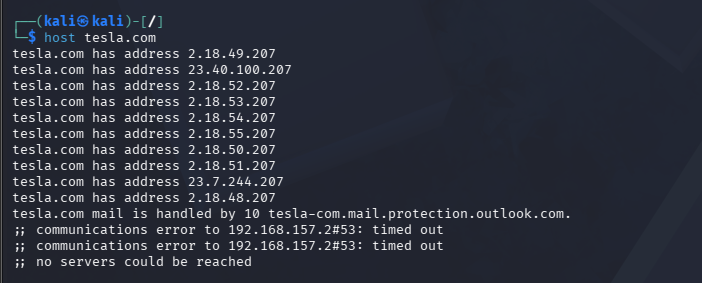 ┌──(kali㉿kali)-[/]
└─$ host tesla.com
tesla.com has address 2.18.49.207
tesla.com has address 23.40.100.207
tesla.com has address 2.18.52.207
tesla.com has address 2.18.53.207
tesla.com has address 2.18.54.207
tesla.com has address 2.18.55.207
tesla.com has address 2.18.50.207
tesla.com has address 2.18.51.207
tesla.com has address 23.7.244.207
tesla.com has address 2.18.48.207
tesla.com mail is handled by 10 tesla-com.mail.protection.outlook.com.
;; communications error to 192.168.157.2#53: timed out
;; communications error to 192.168.157.2#53: timed out
;; no servers could be reached